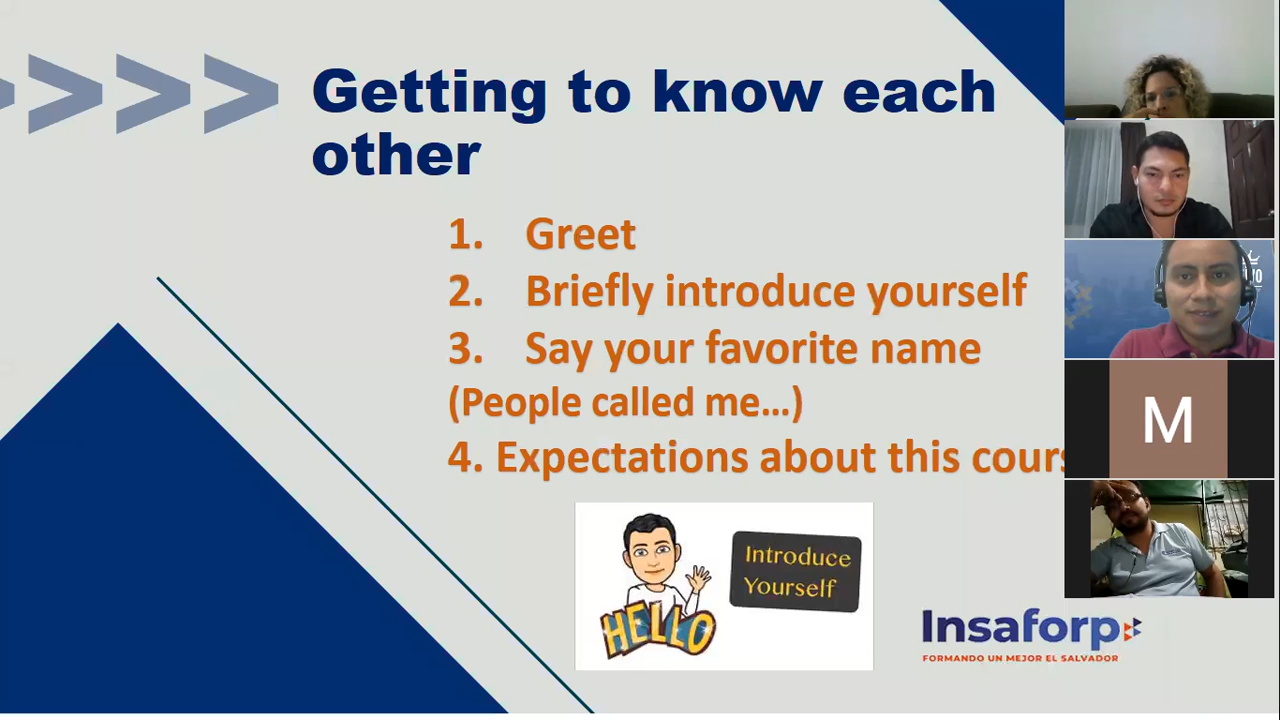 Getting to know each
other
1. Greet
2. Briefly introduce yourself
3. Say your favorite name
(People called me...)
4. Expectations about this cours
HELLO
Introduce
Yourself
Insaforp
FORMANDO UN MEJOR EL SALVADOR
M